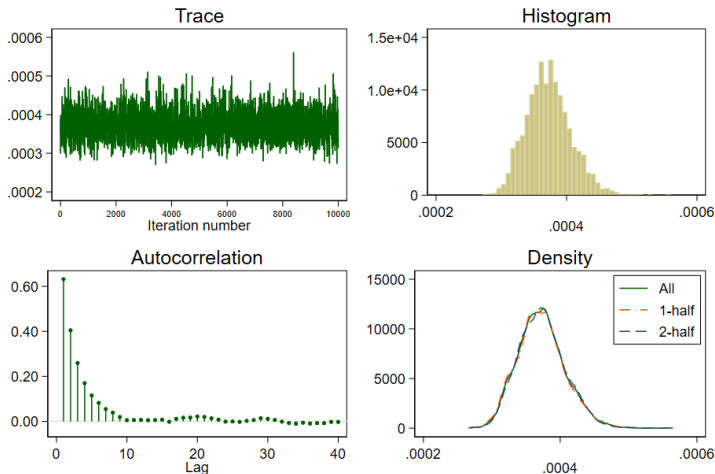 Trace
.0006
.0005
.0004
.0003
.0002
0
2000
4000
6000
8000
10000
Iteration number
Histogram
1.5e+04
1.0e+04
5000
0
.0002
.0004
.0006
Autocorrelation
0.60
0.40
0.20
0.00
0
10
20
30
40
Lag
Density
15000
10000
5000
0
.0002
.0004
.0006
All
1-half
2-half